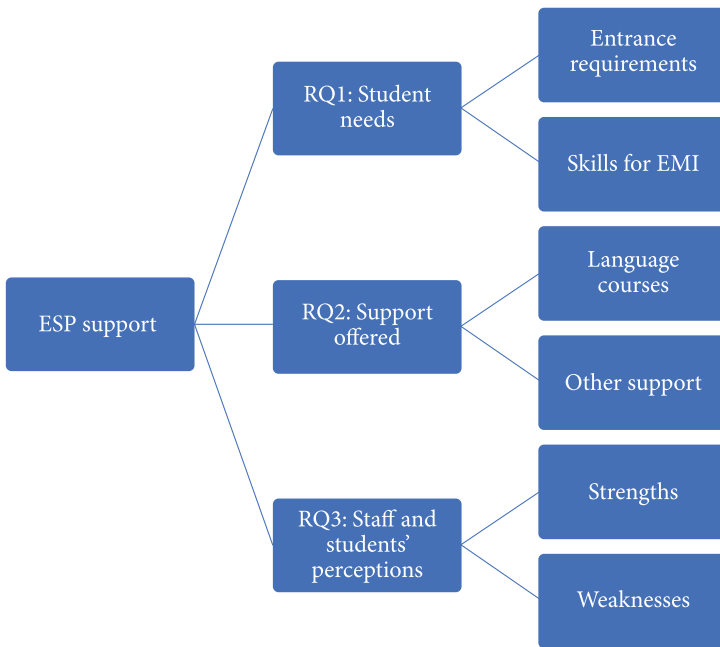 ESP support
RQ1: Student
needs
Entrance
requirements
Skills for EMI
RQ2: Support
offered
Language
courses
Other support
RQ3: Staff and
students’
perceptions
Strengths
Weaknesses